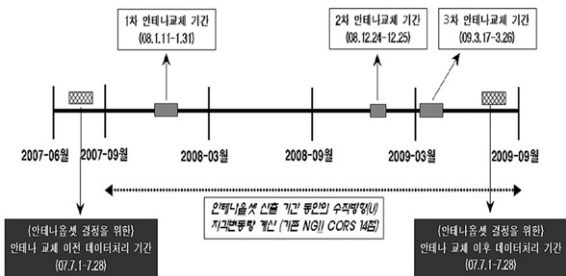 1차 안테나교체 기간
(08.1.11-1.31)
2차 안테나교체 기간
(08.12.24-12.25)
3차 안테나교체 기간
(09.3.17-3.26)
2007-06월
2007-09월
2008-03월
2008-09월
2009-03월
2009-09월
안테나옵셋 산출 기간 동안의 수직방향(U)
지각변동량 계산 (기존 NGII CORS 14점)
(안테나옵셋 결정을 위한)
안테나 교체 이전 데이터처리 기간
(07.7.1-7.28)
(안테나옵셋 결정을 위한)
안테나 교체 이후 데이터처리 기간
(07.7.1-7.28)